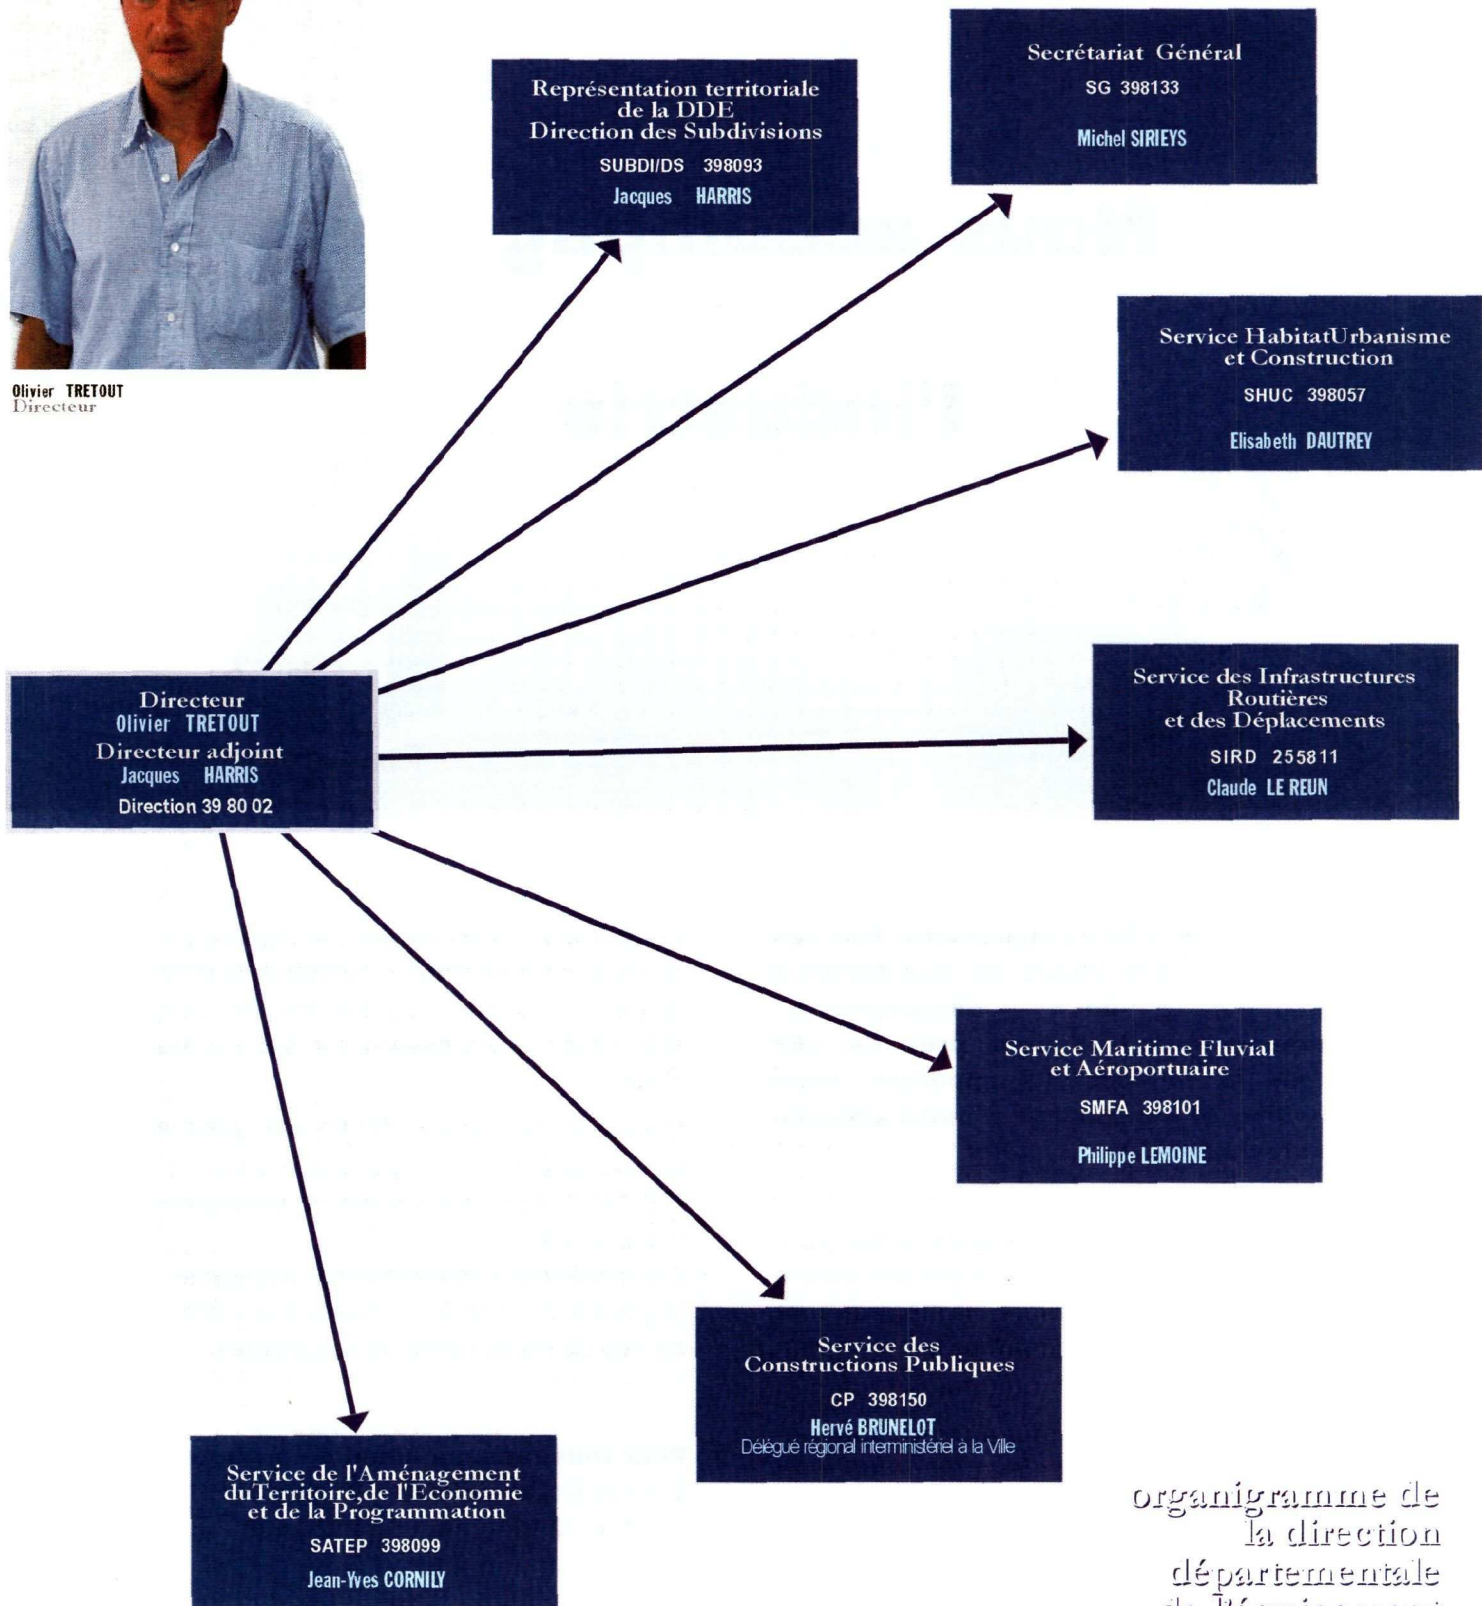 Olivier TRETOUT
Directeur
Représentation territoriale
de la DDE
Direction des Subdivisions
SUBDI/DS 398093
Jacques HARRIS
Secrétariat Général
SG 398133
Michel SIRIEYS
Service HabitatUrbanisme
et Construction
SHUC 398057
Elisabeth DAUTREY
Directeur
Olivier TRETOUT
Directeur adjoint
Jacques HARRIS
Direction 39 80 02
Service des Infrastructures
Routières
et des Déplacements
SIRD 255811
Claude LE REUN
Service Maritime Fluvial
et Aéroportuaire
SMFA 398101
Philippe LEMOINE
Service des
Constructions Publiques
CP 398150
Hervé BRUNELOT
Délégué régional interministériel à la Ville
Service de l'Aménagement
duTerritoire,de l'Economie
et de la Programmation
SATEP 398099
Jean-Yves CORNILY
organigramme de
la direction
départementale
de l'équipement